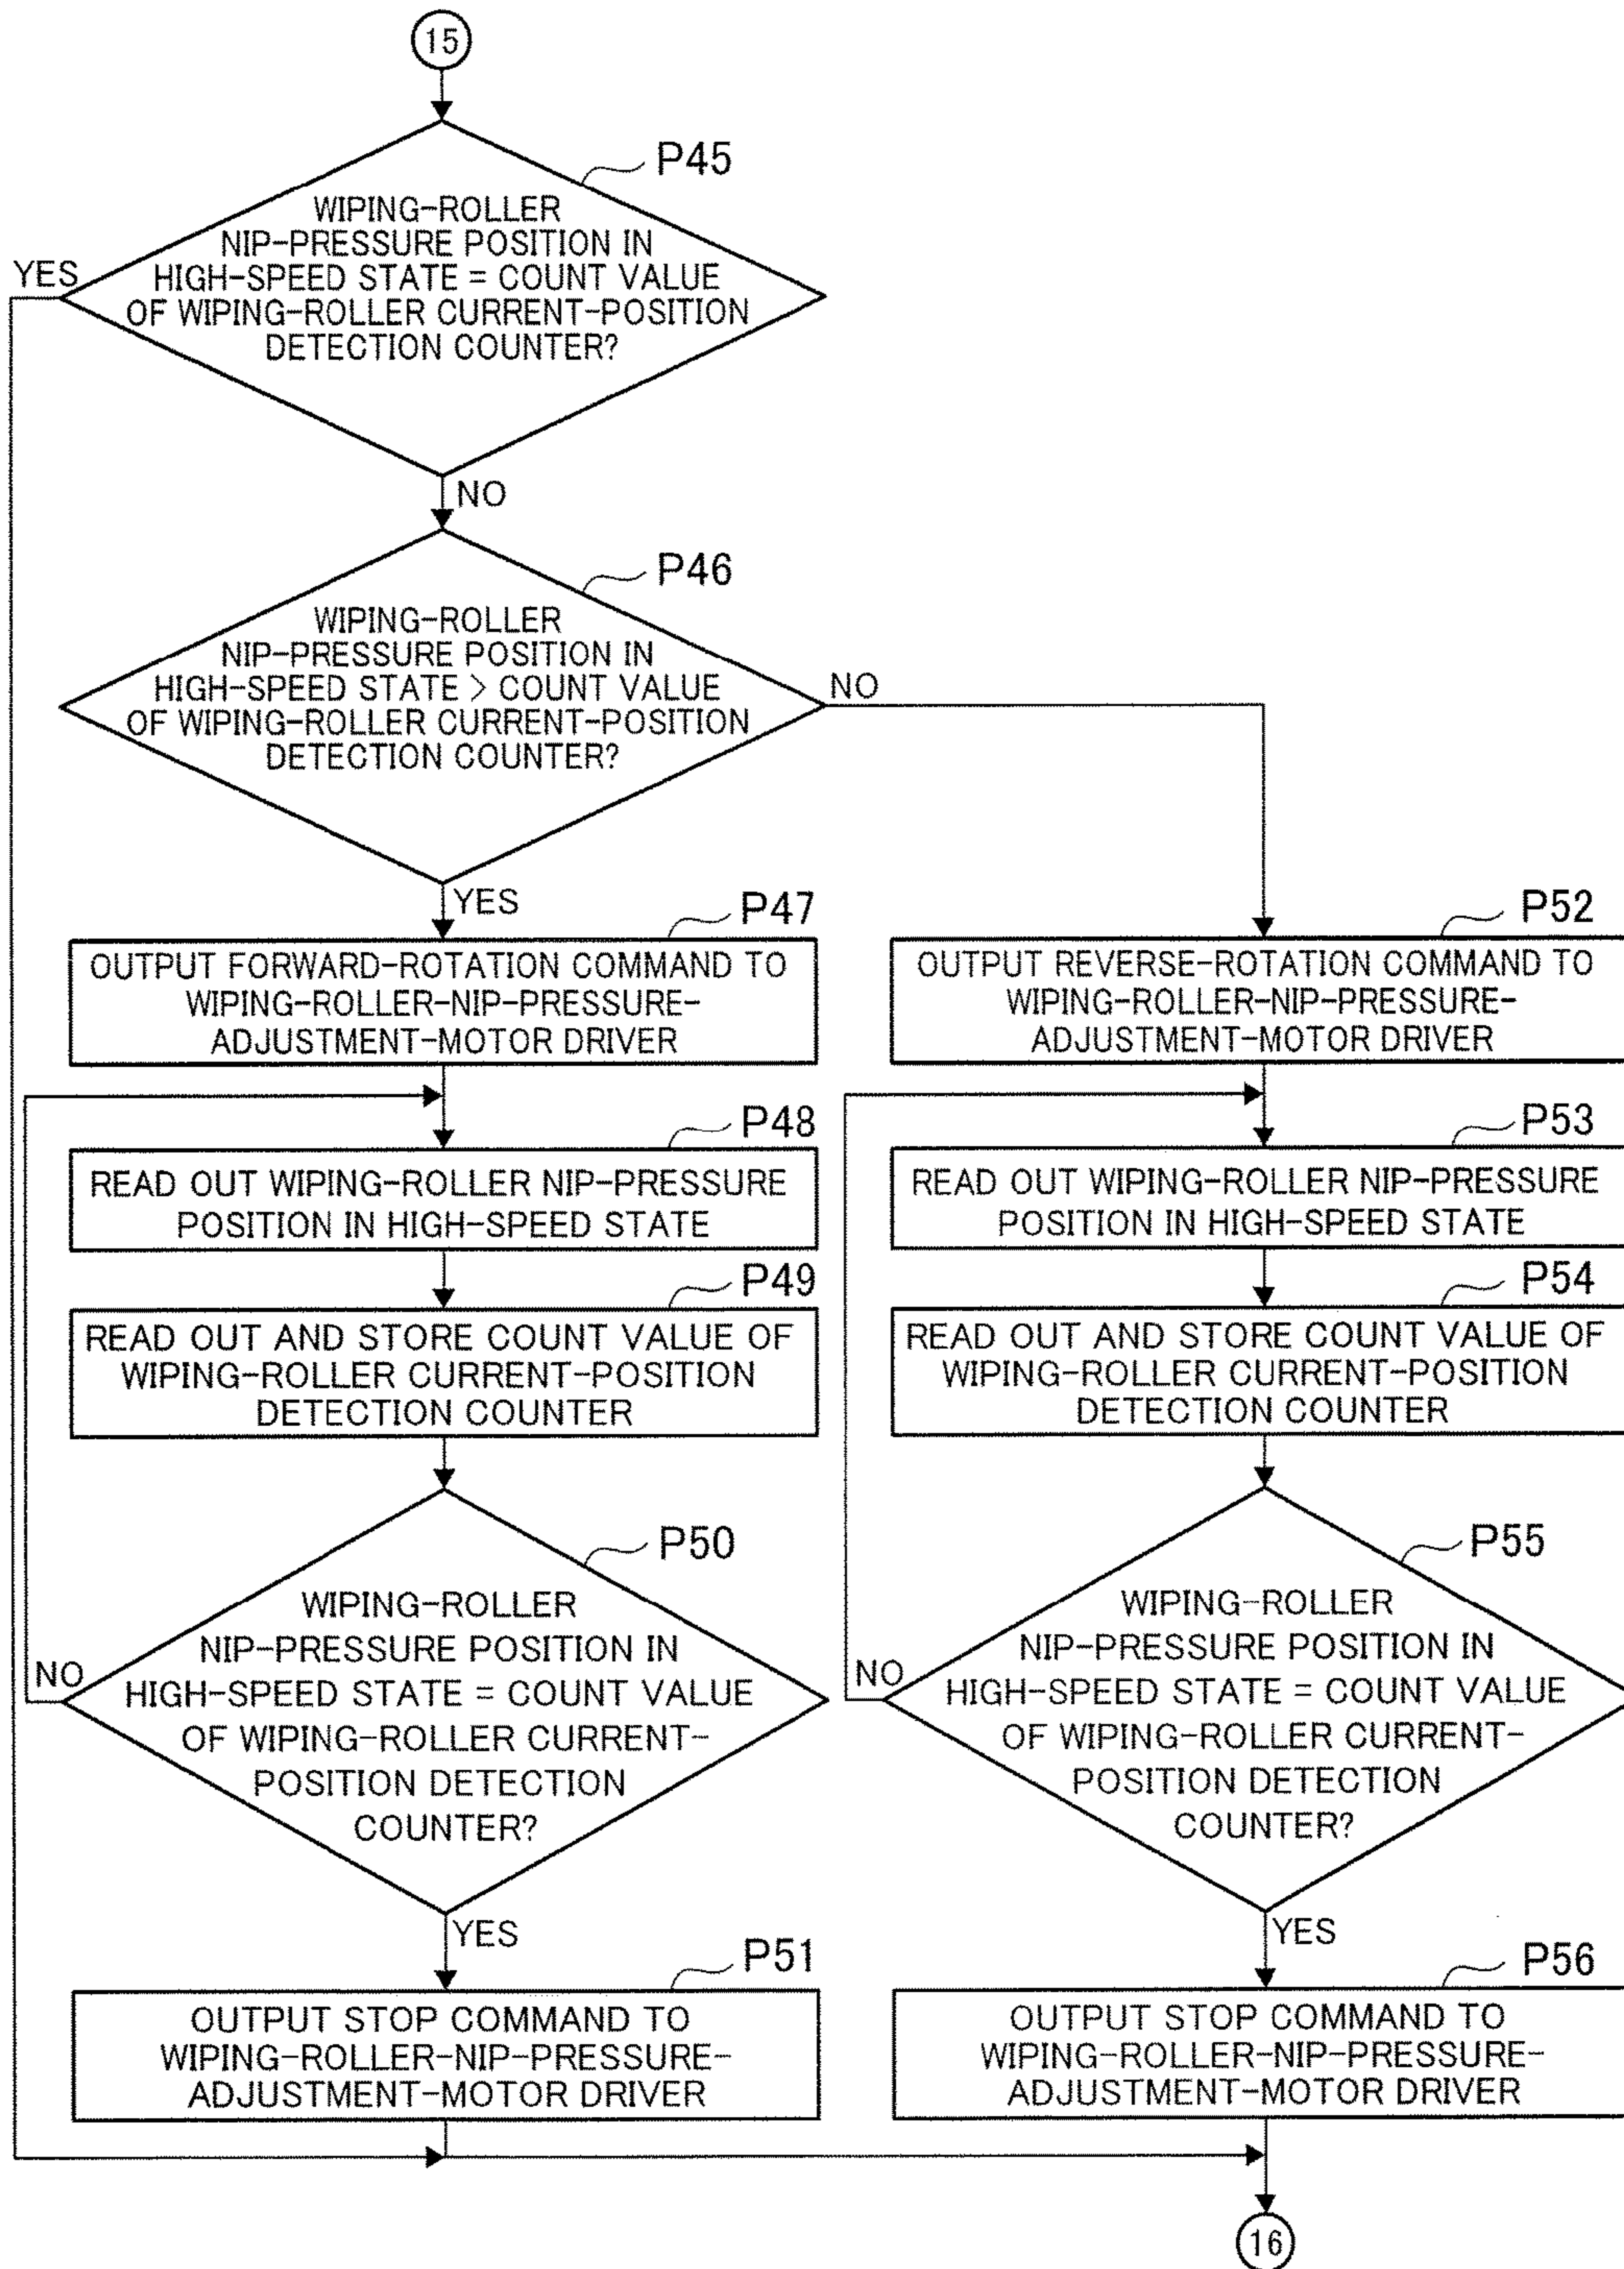 15
P45
WIPING-ROLLER
NIP-PRESSURE POSITION IN
HIGH-SPEED STATE = COUNT VALUE
OF WIPING-ROLLER CURRENT-POSITION
DETECTION COUNTER?
YES
NO
P46
WIPING-ROLLER
NIP-PRESSURE POSITION IN
HIGH-SPEED STATE > COUNT VALUE
OF WIPING-ROLLER CURRENT-POSITION
DETECTION COUNTER?
NO
YES
P47
OUTPUT FORWARD-ROTATION COMMAND TO
WIPING-ROLLER-NIP-PRESSURE-
ADJUSTMENT-MOTOR DRIVER
P48
READ OUT WIPING-ROLLER NIP-PRESSURE
POSITION IN HIGH-SPEED STATE
P49
READ OUT AND STORE COUNT VALUE OF
WIPING-ROLLER CURRENT-POSITION
DETECTION COUNTER
P50
WIPING-ROLLER
NIP-PRESSURE POSITION IN
HIGH-SPEED STATE = COUNT VALUE
OF WIPING-ROLLER CURRENT-
POSITION DETECTION
COUNTER?
NO
YES
P51
OUTPUT STOP COMMAND TO
WIPING-ROLLER-NIP-PRESSURE-
ADJUSTMENT-MOTOR DRIVER
P52
OUTPUT REVERSE-ROTATION COMMAND TO
WIPING-ROLLER-NIP-PRESSURE-
ADJUSTMENT-MOTOR DRIVER
P53
READ OUT WIPING-ROLLER NIP-PRESSURE
POSITION IN HIGH-SPEED STATE
P54
READ OUT AND STORE COUNT VALUE OF
WIPING-ROLLER CURRENT-POSITION
DETECTION COUNTER
P55
WIPING-ROLLER
NIP-PRESSURE POSITION IN
HIGH-SPEED STATE = COUNT VALUE
OF WIPING-ROLLER CURRENT-
POSITION DETECTION
COUNTER?
NO
YES
P56
OUTPUT STOP COMMAND TO
WIPING-ROLLER-NIP-PRESSURE-
ADJUSTMENT-MOTOR DRIVER
16